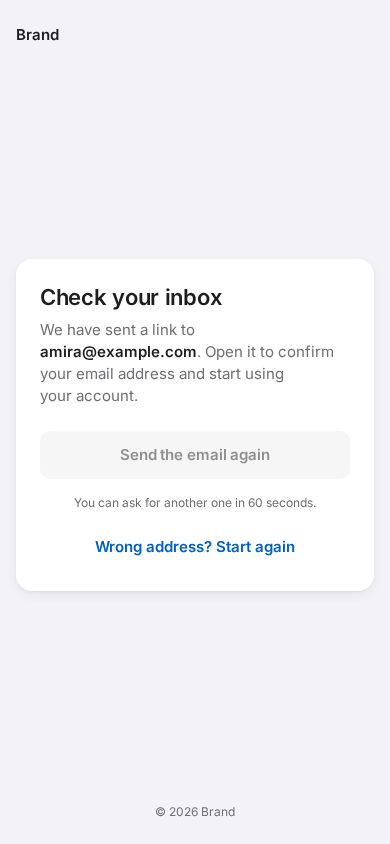 Brand
Check your inbox
We have sent a link to
amira@example.com. Open it to confirm
your email address and start using
your account.
Send the email again
You can ask for another one in 60 seconds.
Wrong address? Start again
© 2026 Brand